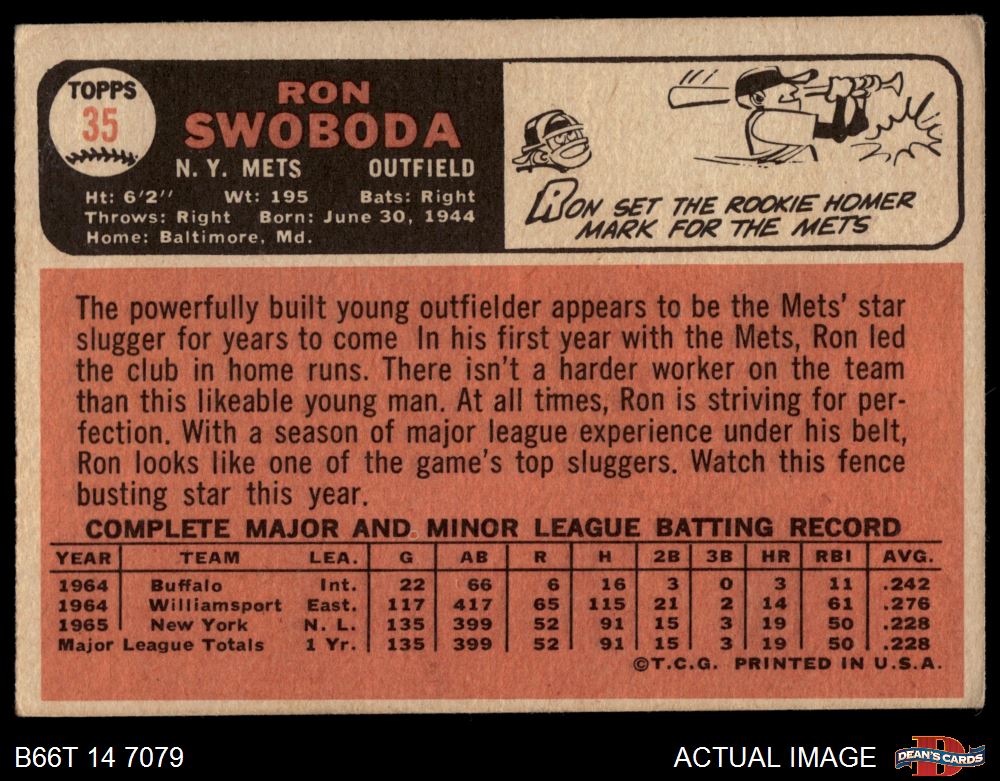 TOPPS
35
RON
SWOBODA
N. Y. METS OUTFIELD
Ht: 6'2" Wt: 195 Bats: Right
Throws: Right Born: June 30, 1944
Home: Baltimore, Md.
RON SET THE ROOKIE HOMER
MARK FOR THE METS
The powerfully built young outfielder appears to be the Mets' star
slugger for years to come In his first year with the Mets, Ron led
the club in home runs. There isn't a harder worker on the team
than this likeable young man. At all times, Ron is striving for per-
fection. With a season of major league experience under his belt,
Ron looks like one of the game's top sluggers. Watch this fence
busting star this year.
COMPLETE MAJOR AND MINOR LEAGUE BATTING RECORD
YEAR TEAM LEA. G AB R H 2B 3B HR RBI AVG.
1964 Buffalo Int. 22 66 6 16 3 0 3 11 .242
1964 Williamsport East. 117 417 65 115 21 2 14 61 .276
1965 New York N. L. 135 399 52 91 15 3 19 50 .228
Major League Totals 1 Yr. 135 399 52 91 15 3 19 50 .228
©T.C.G. PRINTED IN U.S.A.
B66T 14 7079 ACTUAL IMAGE
DEAN'S CARDS